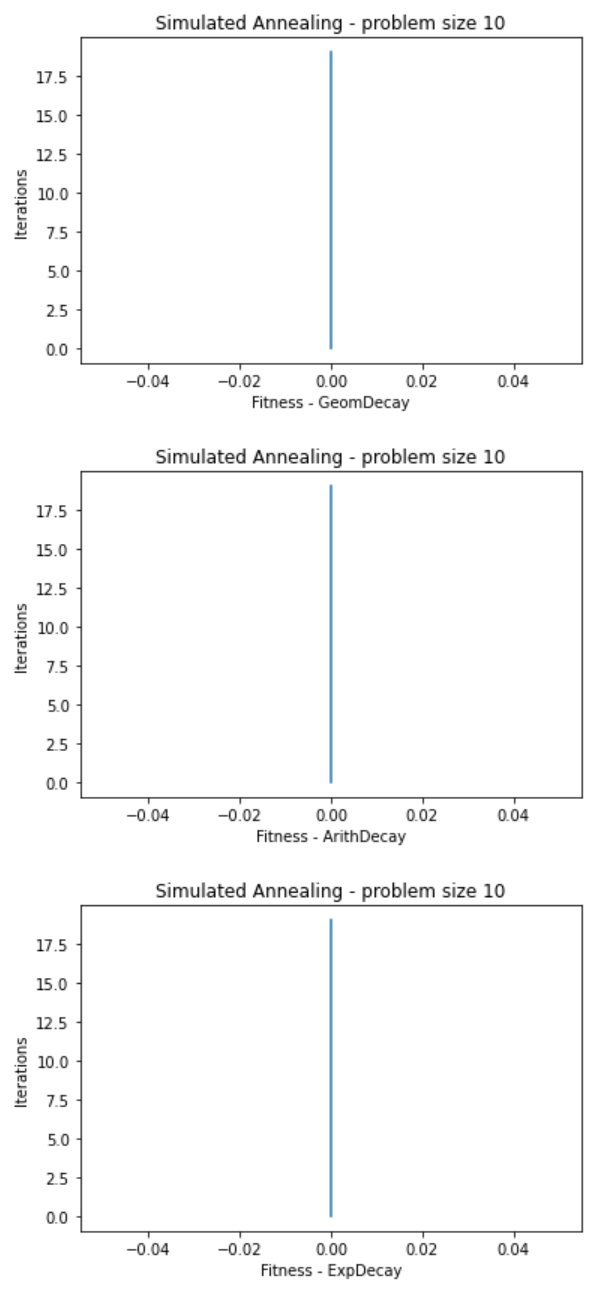 Simulated Annealing - problem size 10
17.5
15.0
12.5
10.0
7.5
5.0
2.5
0.0
Iterations
−0.04 −0.02 0.00 0.02 0.04
Fitness - GeomDecay
Simulated Annealing - problem size 10
17.5
15.0
12.5
10.0
7.5
5.0
2.5
0.0
Iterations
−0.04 −0.02 0.00 0.02 0.04
Fitness - ArithDecay
Simulated Annealing - problem size 10
17.5
15.0
12.5
10.0
7.5
5.0
2.5
0.0
Iterations
−0.04 −0.02 0.00 0.02 0.04
Fitness - ExpDecay